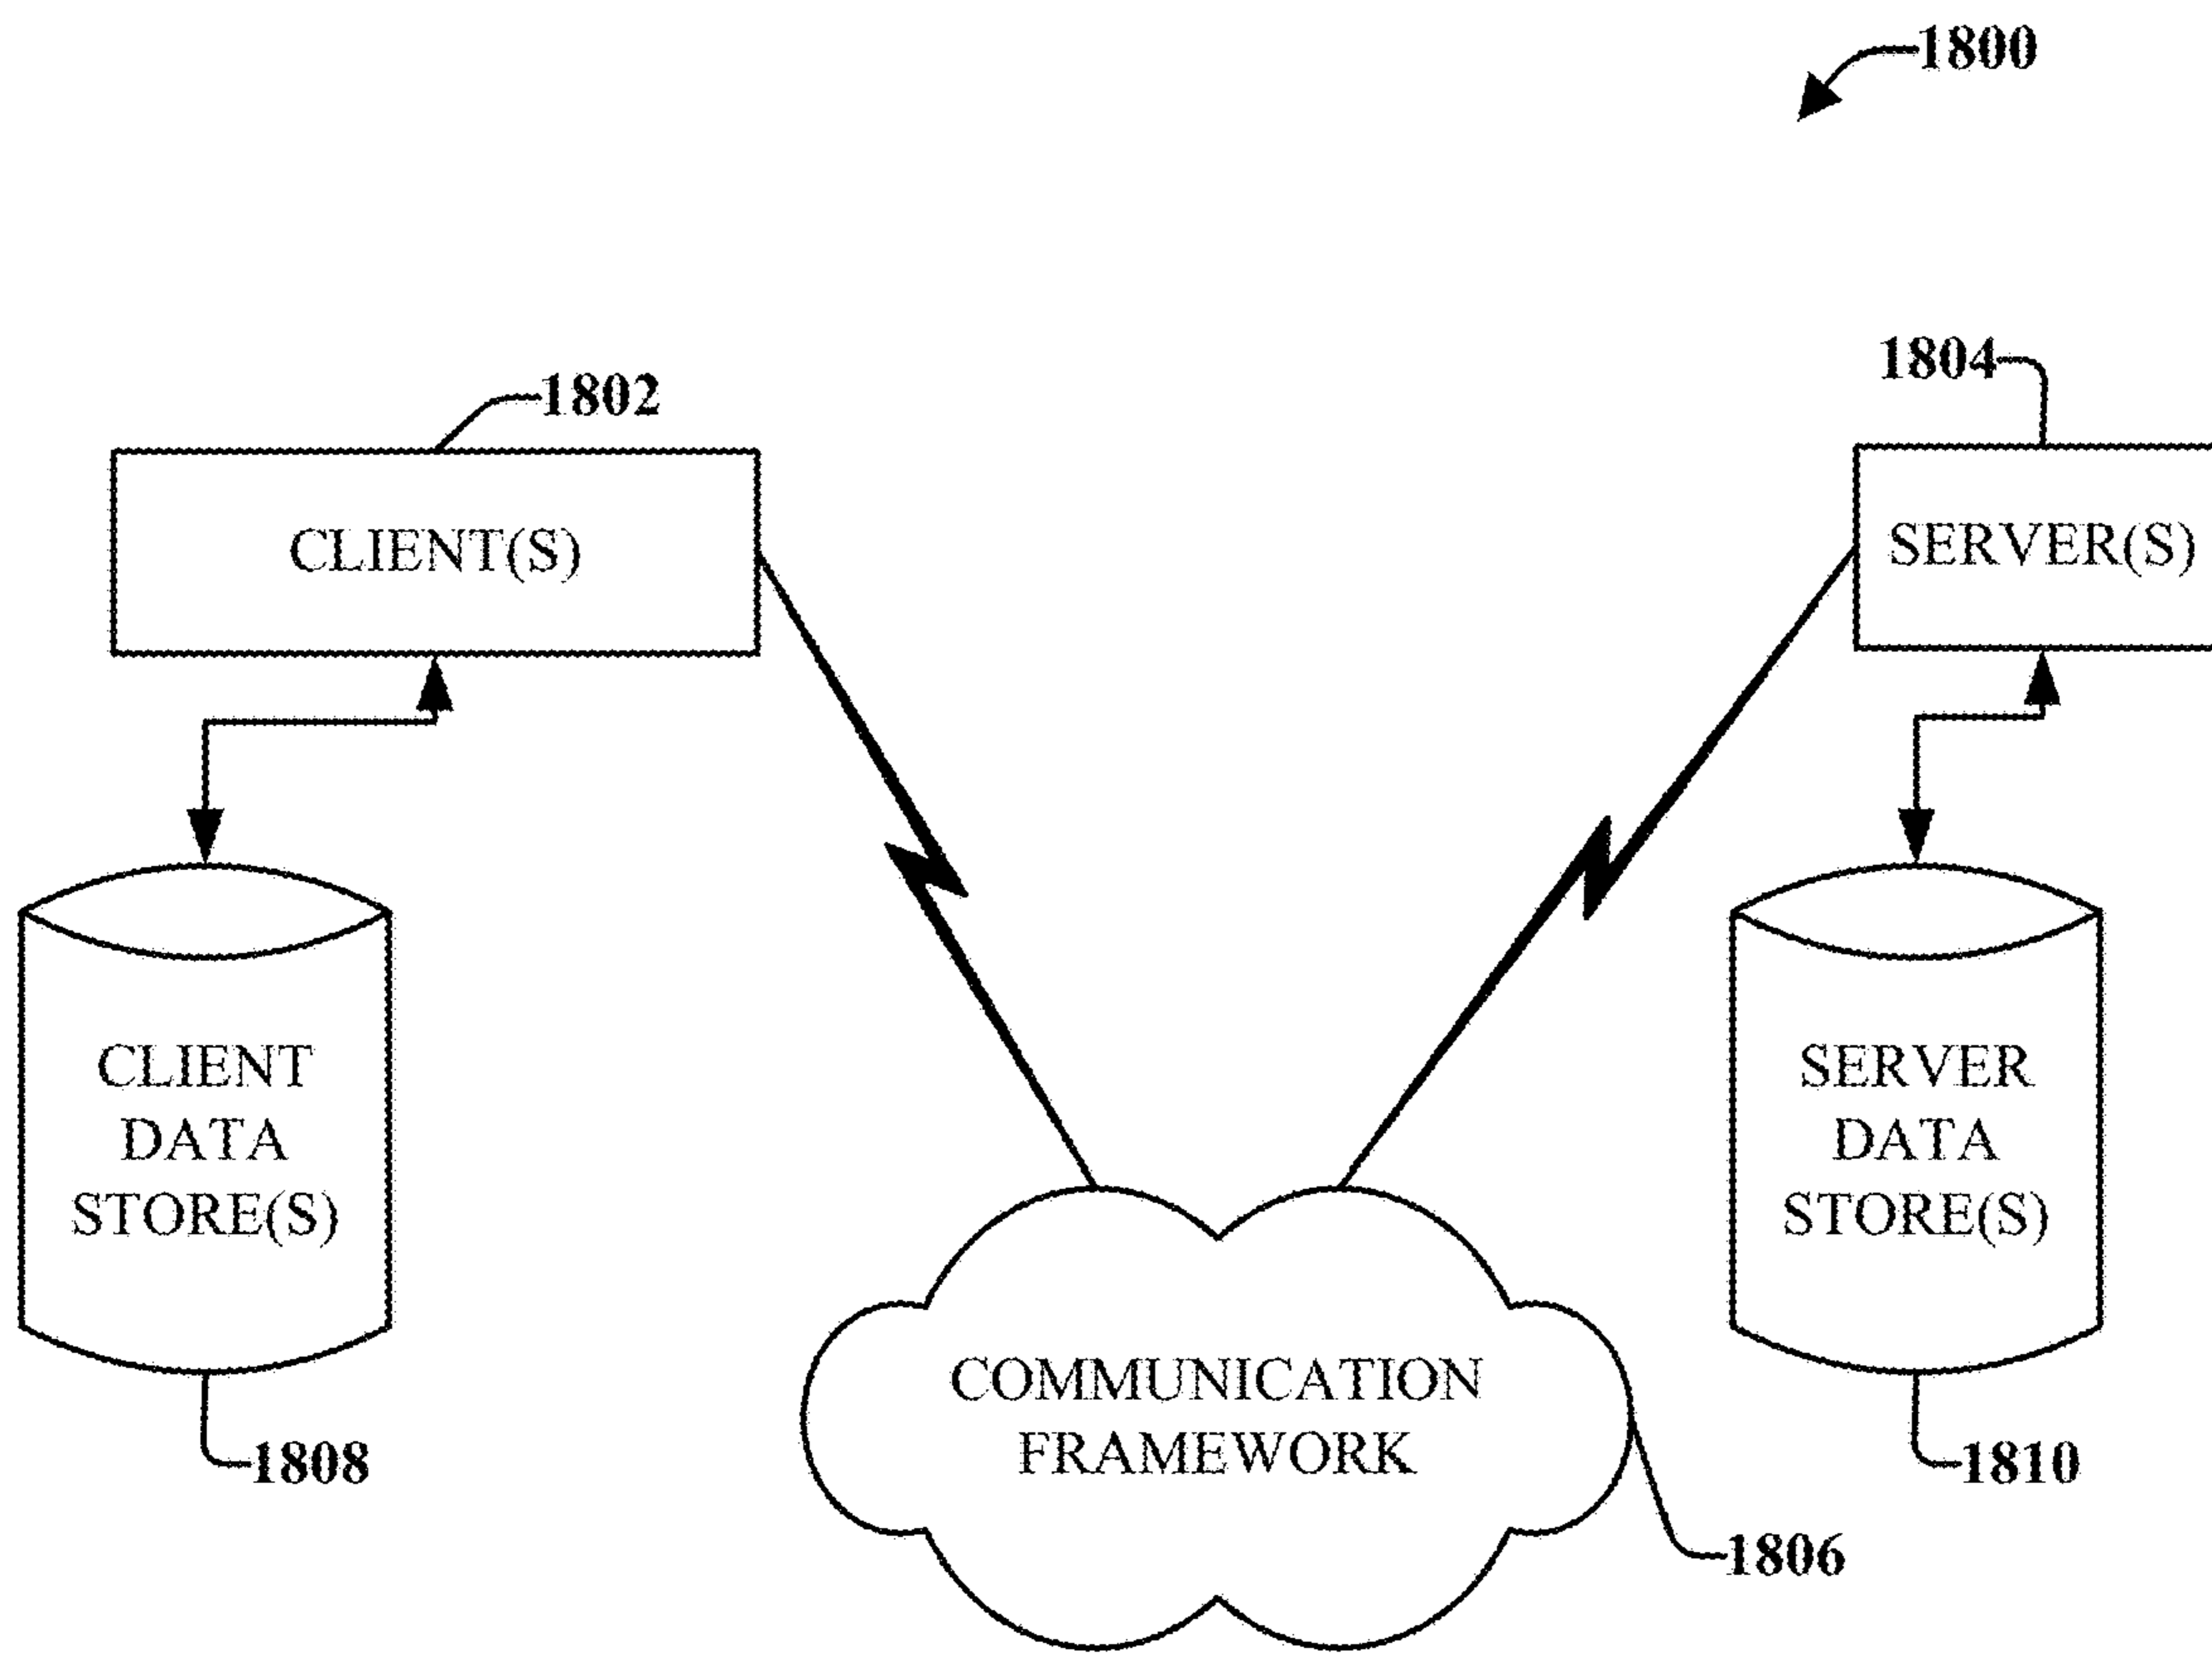 1800
1804
1802
CLIENT(S)
SERVER(S)
CLIENT
DATA
STORE(S)
SERVER
DATA
STORE(S)
COMMUNICATION
FRAMEWORK
1808
1810
1806